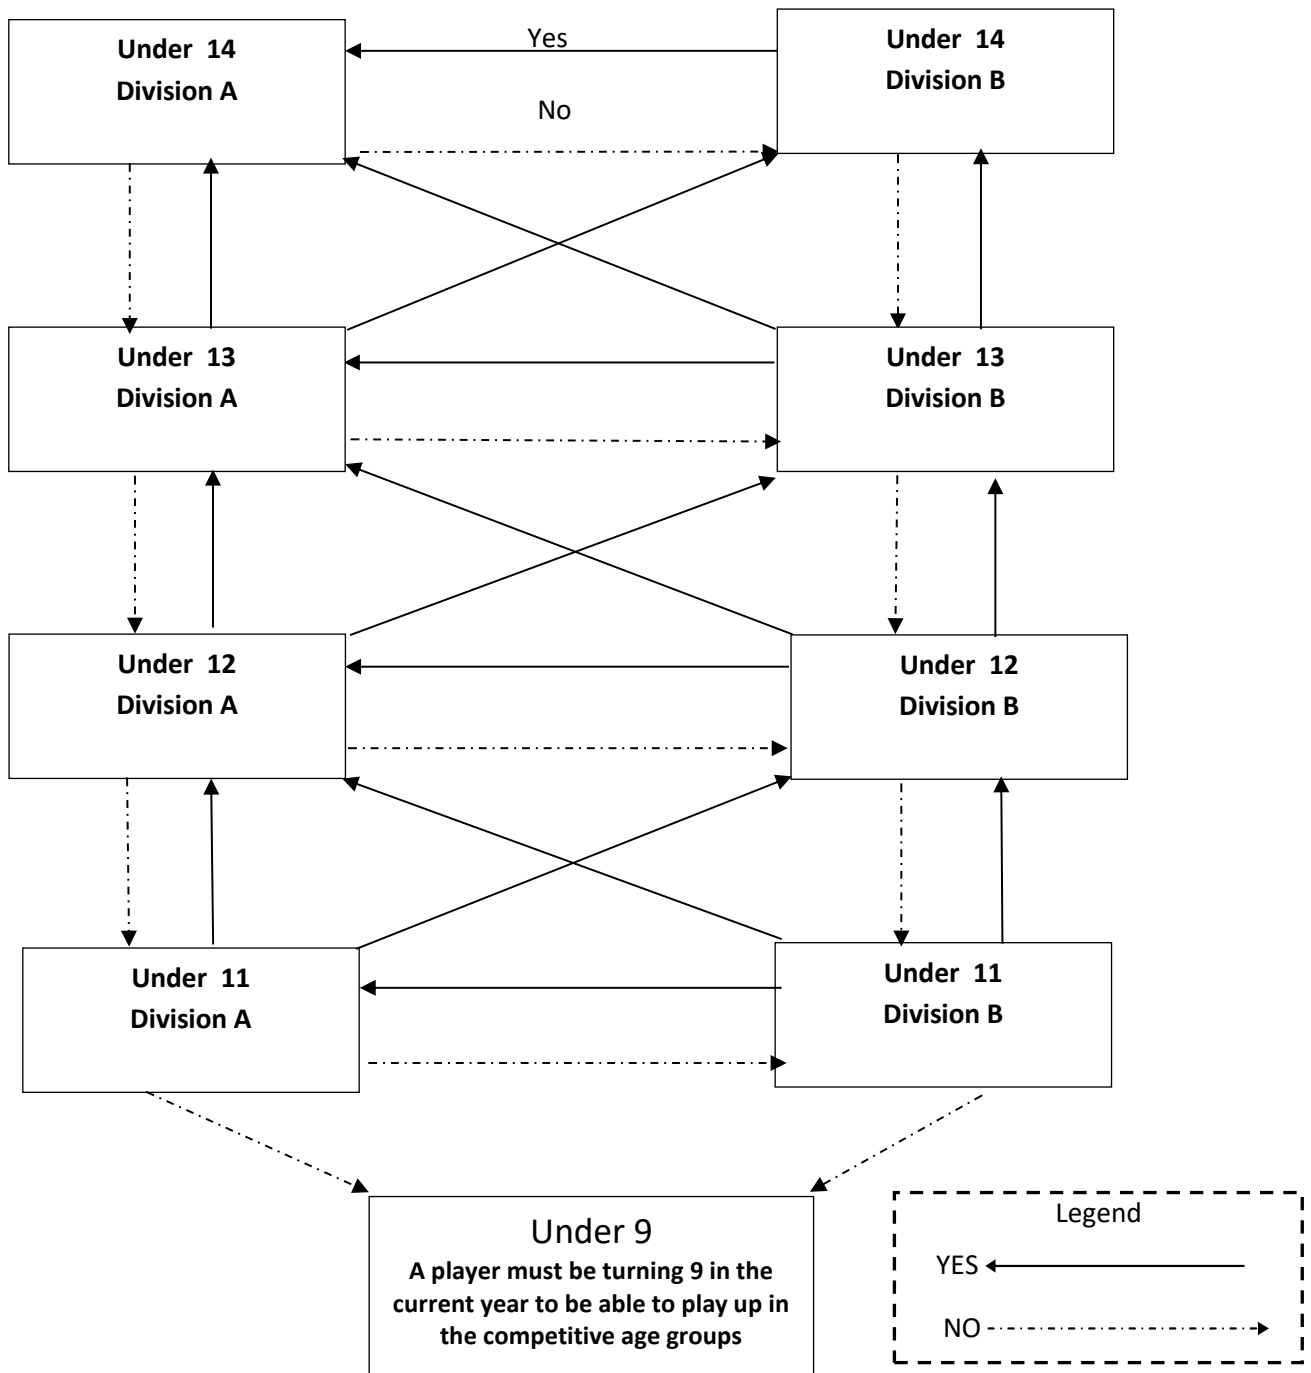 Under 14
Division A
Yes
No
Under 14
Division B
Under 13
Division A
Under 13
Division B
Under 12
Division A
Under 12
Division B
Under 11
Division A
Under 11
Division B
Under 9
A player must be turning 9 in the
current year to be able to play up in
the competitive age groups
Legend
YES
NO